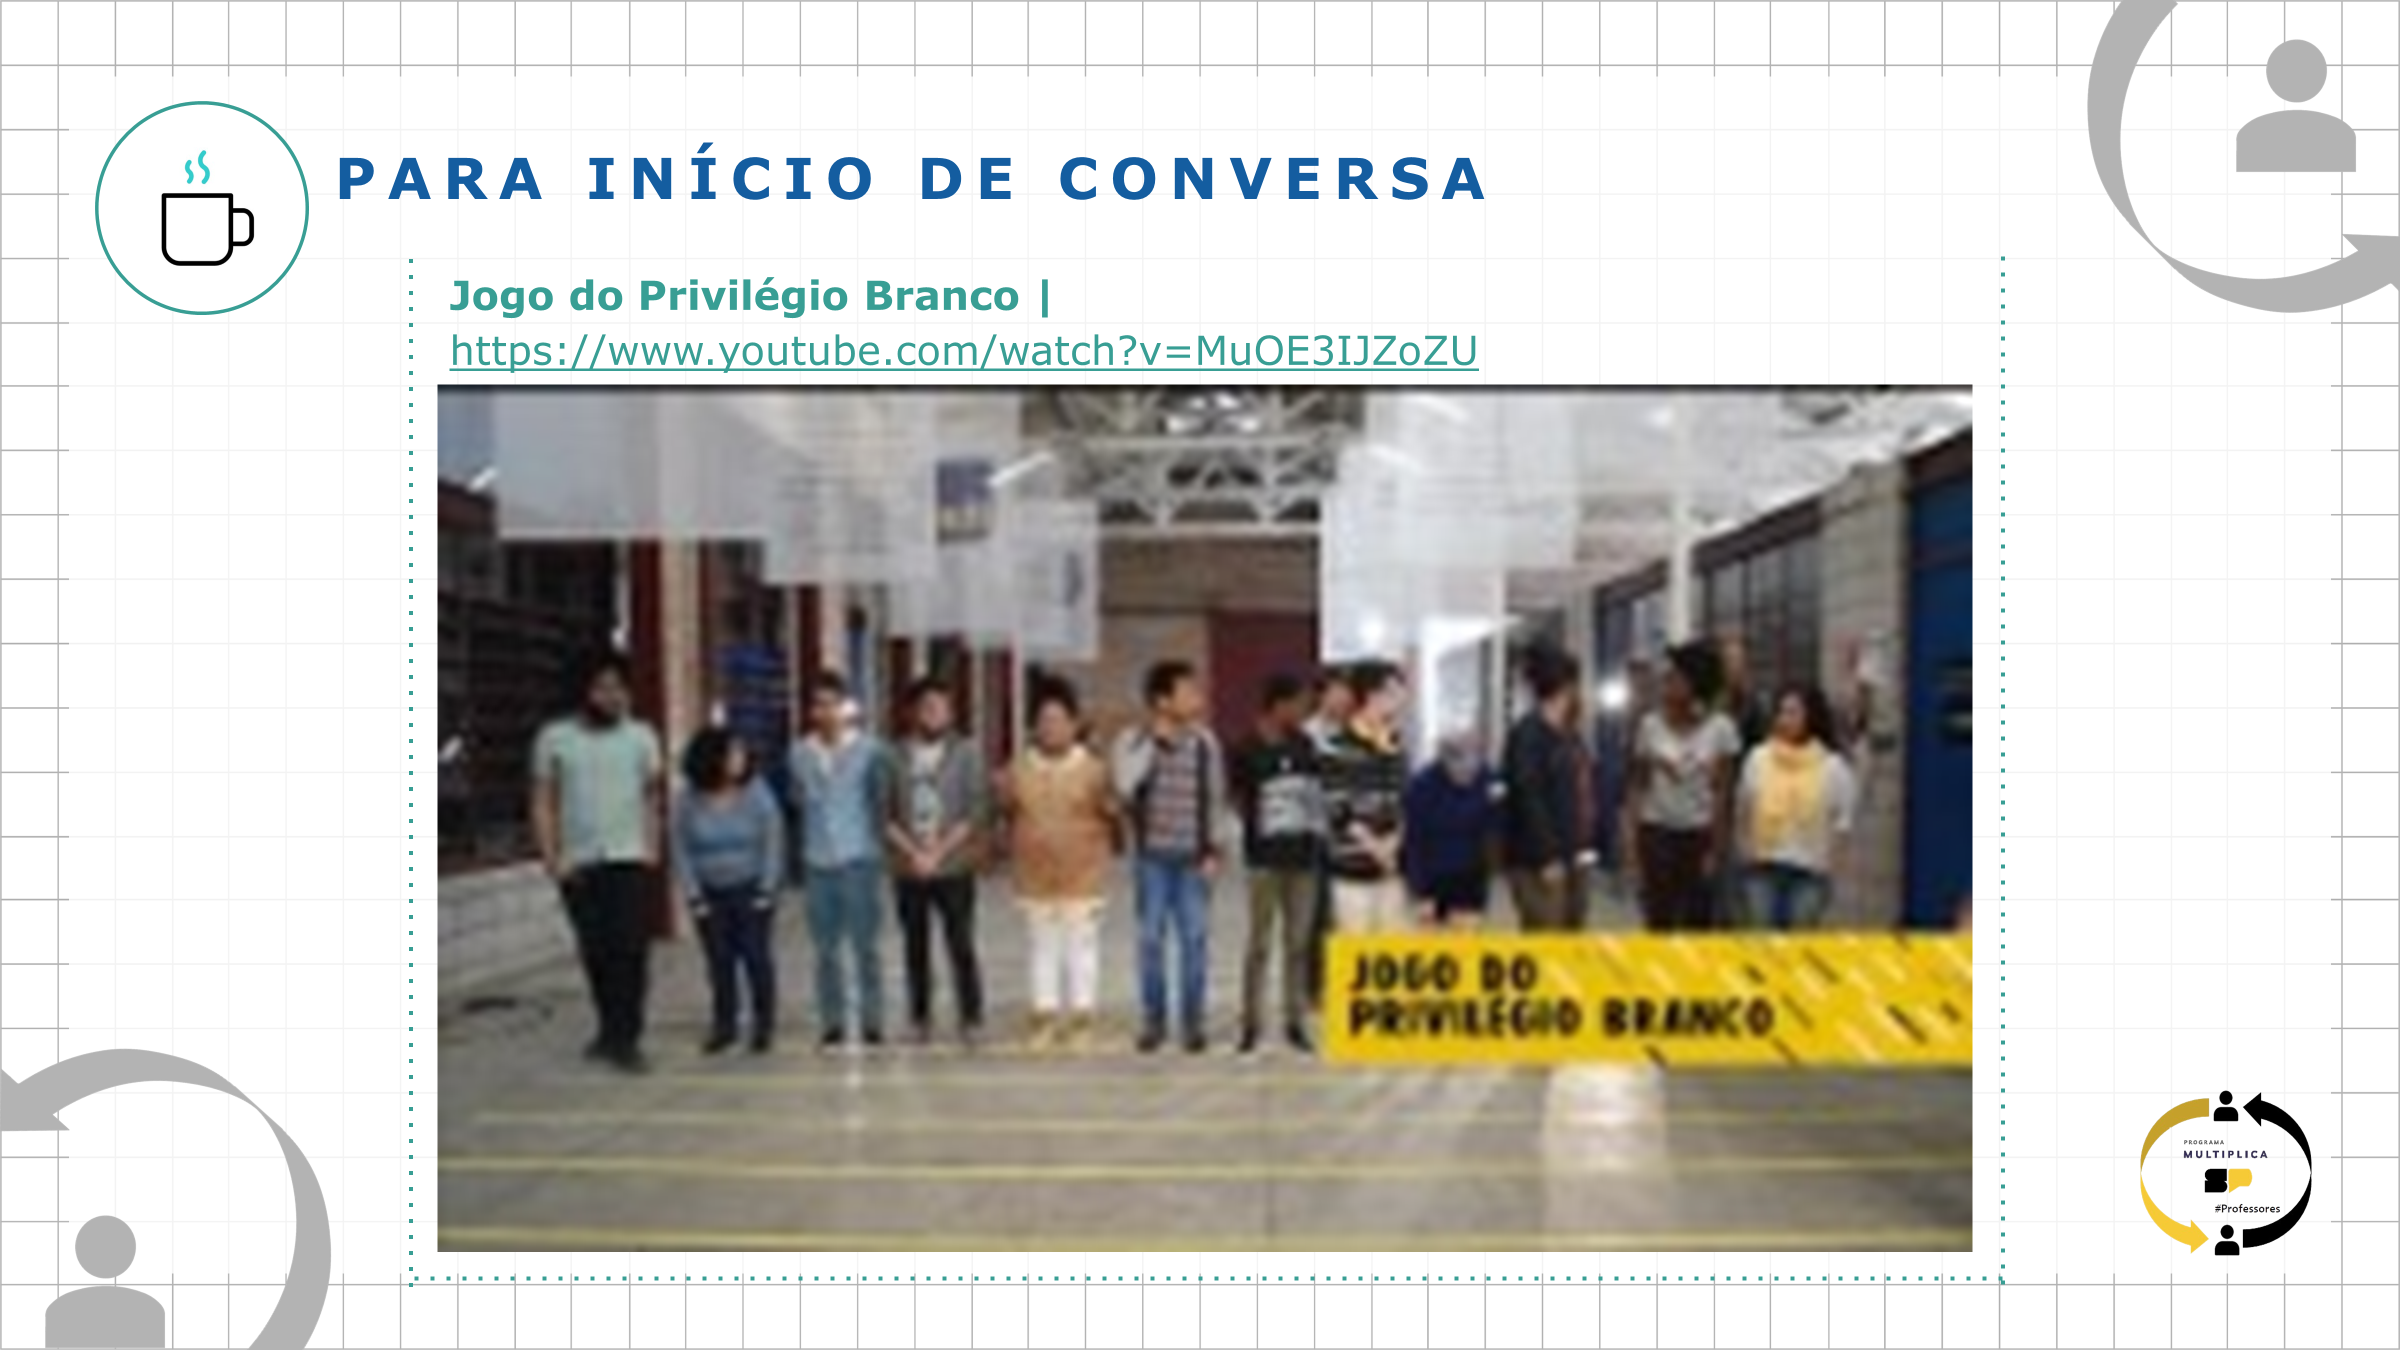 PARA INÍCIO DE CONVERSA
Jogo do Privilégio Branco |
https://www.youtube.com/watch?v=MuOE3IJZoZU
JOGO DO
PRIVILÉGIO BRANCO
PROGRAMA
MULTIPLICA
SP
#Professores